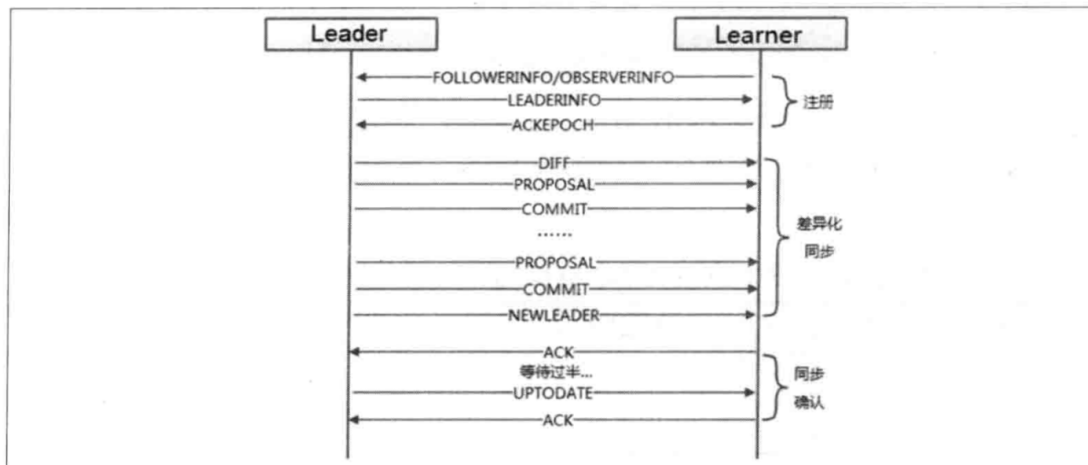 Leader
Learner
FOLLOWERINFO/OBSERVERINFO
LEADERINFO
ACKEPOCH
注册
DIFF
PROPOSAL
COMMIT
……
PROPOSAL
COMMIT
NEWLEADER
差异化
同步
ACK
等待过半...
UPTODATE
ACK
同步
确认